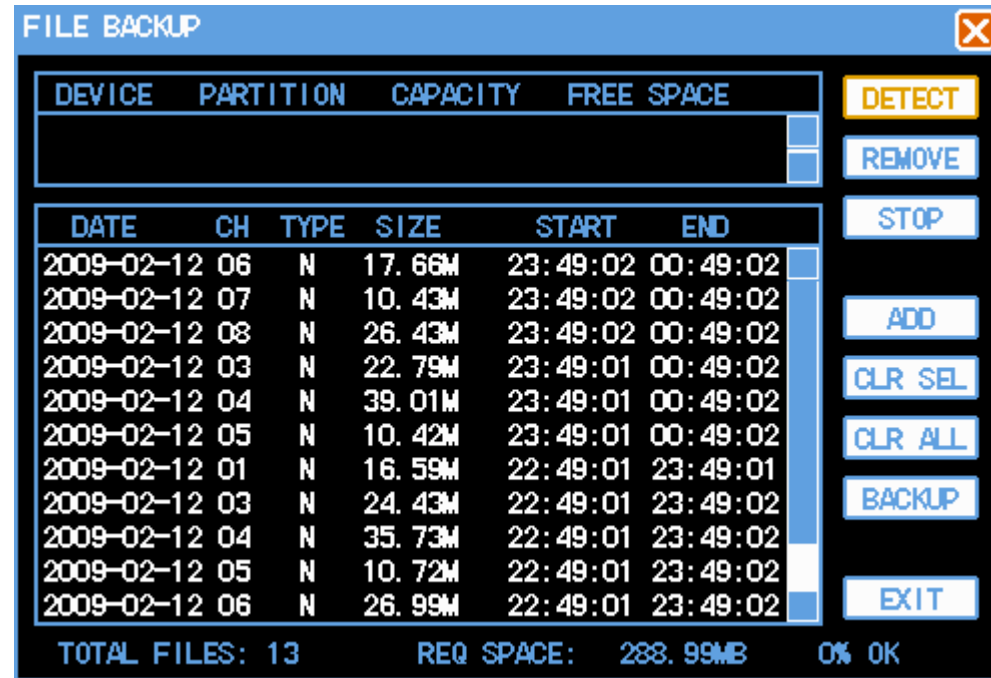 FILE BACKUP
DEVICE PARTITION CAPACITY FREE SPACE
DETECT
REMOVE
STOP
DATE CH TYPE SIZE START END
2009-02-12 06 N 17.66M 23:49:02 00:49:02
2009-02-12 07 N 10.43M 23:49:02 00:49:02
2009-02-12 08 N 26.43M 23:49:02 00:49:02
2009-02-12 03 N 22.79M 23:49:01 00:49:02
2009-02-12 04 N 39.01M 23:49:01 00:49:02
2009-02-12 05 N 10.42M 23:49:01 00:49:02
2009-02-12 01 N 16.59M 22:49:01 23:49:01
2009-02-12 03 N 24.43M 22:49:01 23:49:02
2009-02-12 04 N 35.73M 22:49:01 23:49:02
2009-02-12 05 N 10.72M 22:49:01 23:49:02
2009-02-12 06 N 26.99M 22:49:01 23:49:02
ADD
CLR SEL
CLR ALL
BACKUP
EXIT
TOTAL FILES: 13 REQ SPACE: 288.99MB 0% OK